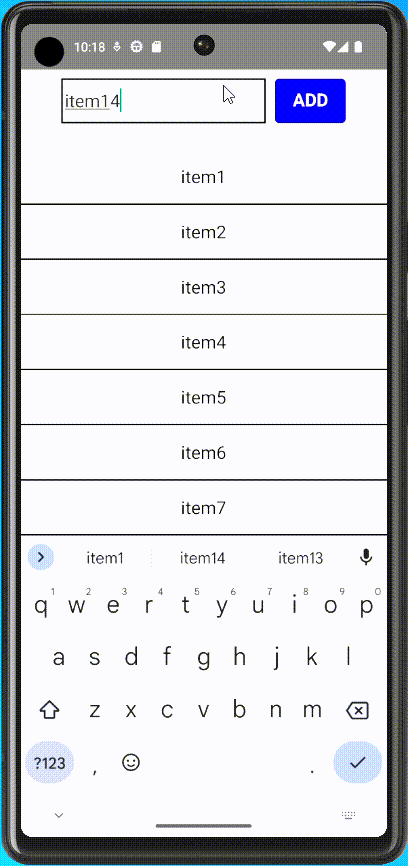 10:18
item14
ADD
item1
item2
item3
item4
item5
item6
item7
item1 item14 item13
1 2 3 4 5 6 7 8 9 0
q w e r t y u i o p
a s d f g h j k l
z x c v b n m
?123 , .